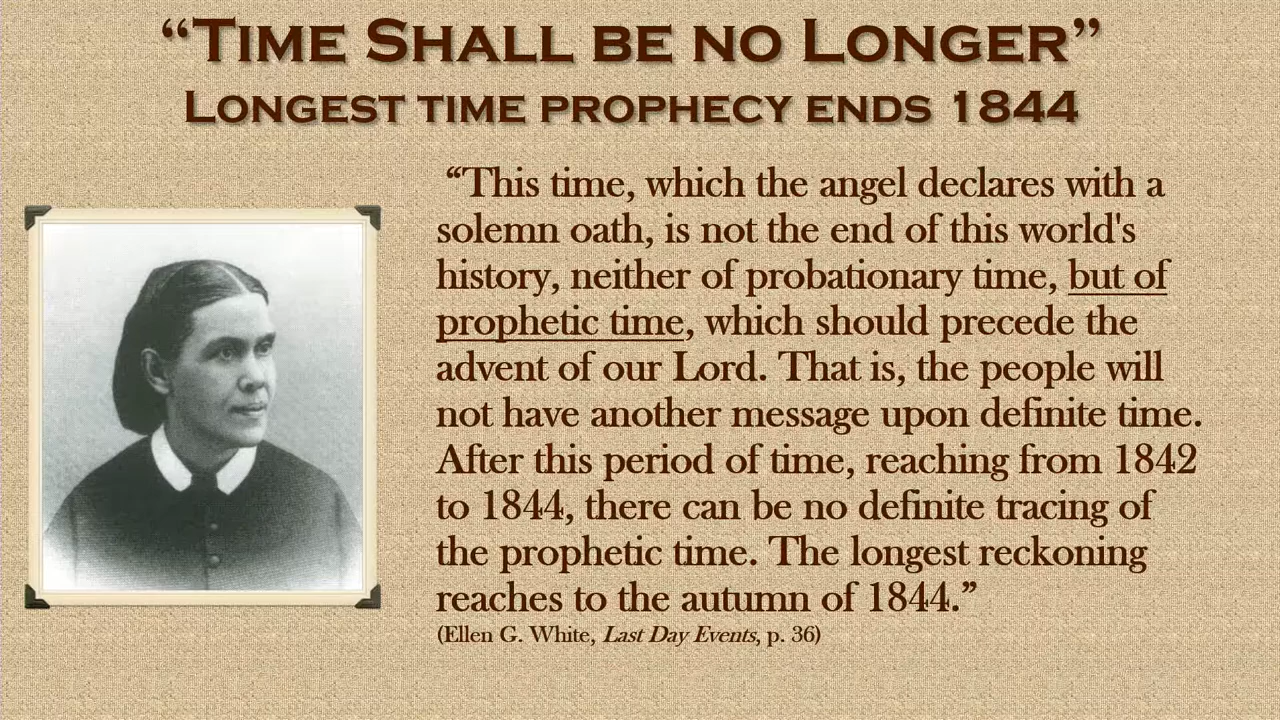 “Time Shall be no Longer”
Longest time prophecy ends 1844
“This time, which the angel declares with a
solemn oath, is not the end of this world's
history, neither of probationary time, but of
prophetic time, which should precede the
advent of our Lord. That is, the people will
not have another message upon definite time.
After this period of time, reaching from 1842
to 1844, there can be no definite tracing of
the prophetic time. The longest reckoning
reaches to the autumn of 1844.”
(Ellen G. White, Last Day Events, p. 36)